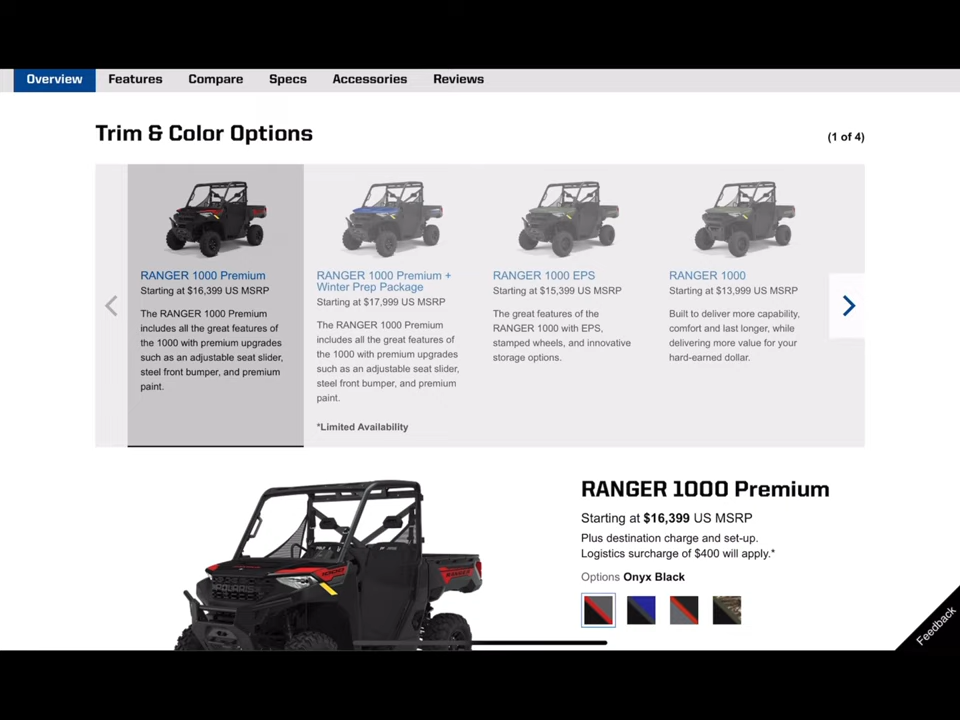 Overview Features Compare Specs Accessories Reviews
Trim & Color Options
(1 of 4)
RANGER 1000 Premium
Starting at $16,399 US MSRP
The RANGER 1000 Premium
includes all the great features of
the 1000 with premium upgrades
such as an adjustable seat slider,
steel front bumper, and premium
paint.
RANGER 1000 Premium +
Winter Prep Package
Starting at $17,999 US MSRP
The RANGER 1000 Premium
includes all the great features of
the 1000 with premium upgrades
such as an adjustable seat slider,
steel front bumper, and premium
paint.
*Limited Availability
RANGER 1000 EPS
Starting at $15,399 US MSRP
The great features of the
RANGER 1000 with EPS,
stamped wheels, and innovative
storage options.
RANGER 1000
Starting at $13,999 US MSRP
Built to deliver more capability,
comfort and last longer, while
delivering more value for your
hard-earned dollar.
POLARIS
1000
RANGER
RANGER 1000 Premium
Starting at $16,399 US MSRP
Plus destination charge and set-up.
Logistics surcharge of $400 will apply.*
Options Onyx Black
Feedback